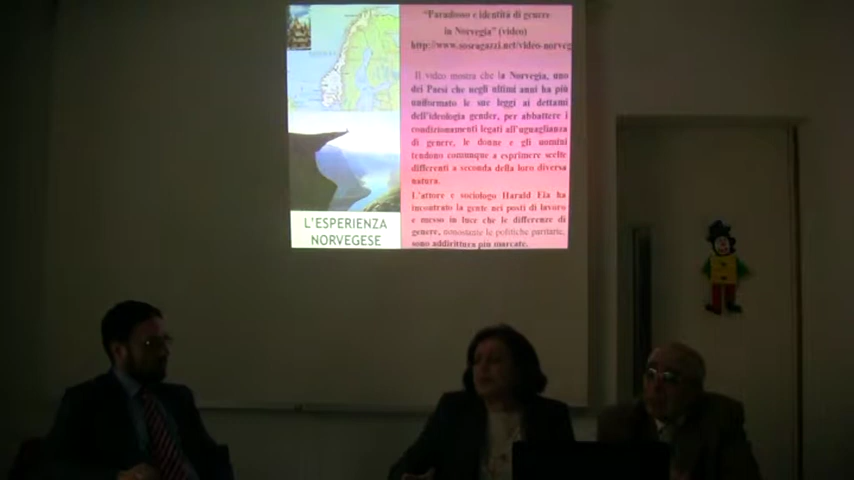 "Paradosso e identità di genere
in Norvegia" (video)
http://www.sosragazzi.net/video-norveg
Il video mostra che la Norvegia, uno
dei Paesi che negli ultimi anni ha più
uniformato le sue leggi ai dettami
dell'ideologia gender, per abbattere i
condizionamenti legati all'uguaglianza
di genere, le donne e gli uomini
tendono comunque a esprimere scelte
differenti a seconda della loro diversa
natura.
L'attore e sociologo Harald Eia ha
incontrato la gente nei posti di lavoro
e messo in luce che le differenze di
genere, nonostante le politiche paritarie,
sono addirittura più marcate.
L'ESPERIENZA
NORVEGESE